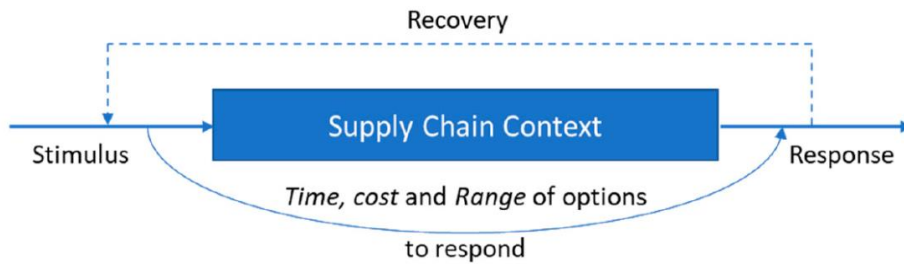 Recovery
Supply Chain Context
Stimulus
Response
Time, cost and Range of options
to respond